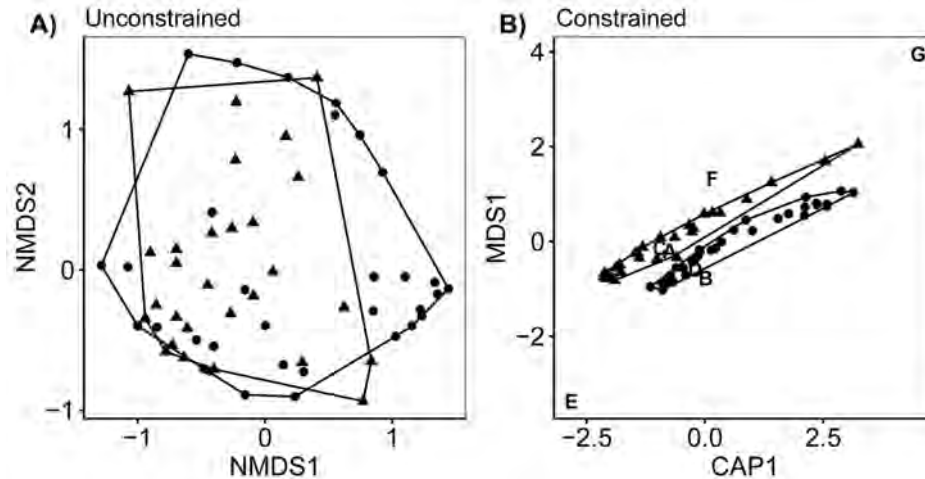 A) Unconstrained
1
0
−1
NMDS2
−1
0
1
NMDS1
B) Constrained
4
2
0
−2
MDS1
G
F
A
D
B
E
−2.5
0.0
2.5
CAP1